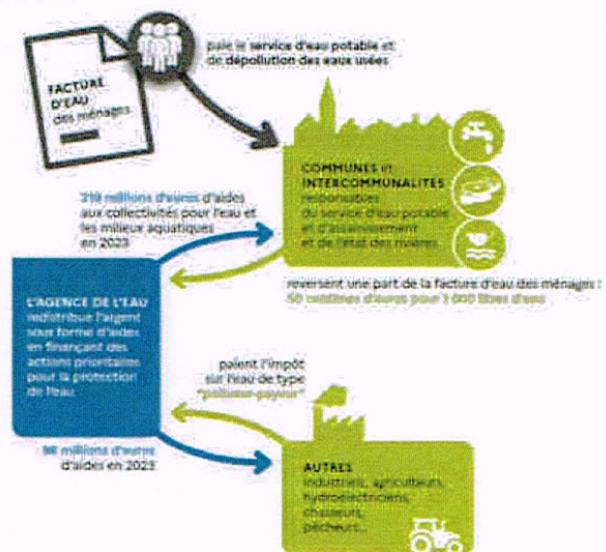 paie le service d'eau potable et
de dépollution des eaux usées
FACTURE
D'EAU
des ménages
COMMUNES et
INTERCOMMUNALITÉS
responsables
du service d'eau potable
et d'assainissement
et de l'état des rivières
219 millions d'euros d'aides
aux collectivités pour l'eau et
les milieux aquatiques
en 2023
reversent une part de la facture d'eau des ménages :
50 centimes d'euros pour 1 000 litres d'eau
L'AGENCE DE L'EAU
redistribue l'argent
sous forme d'aides
en finançant des
actions prioritaires
pour la protection
de l'eau
paient l'impôt
sur l'eau de type
"pollueur-payeur"
millions d'euros
d'aides en 2023
AUTRES
industriels, agriculteurs,
hydroélectriciens,
chasseurs,
pêcheurs...